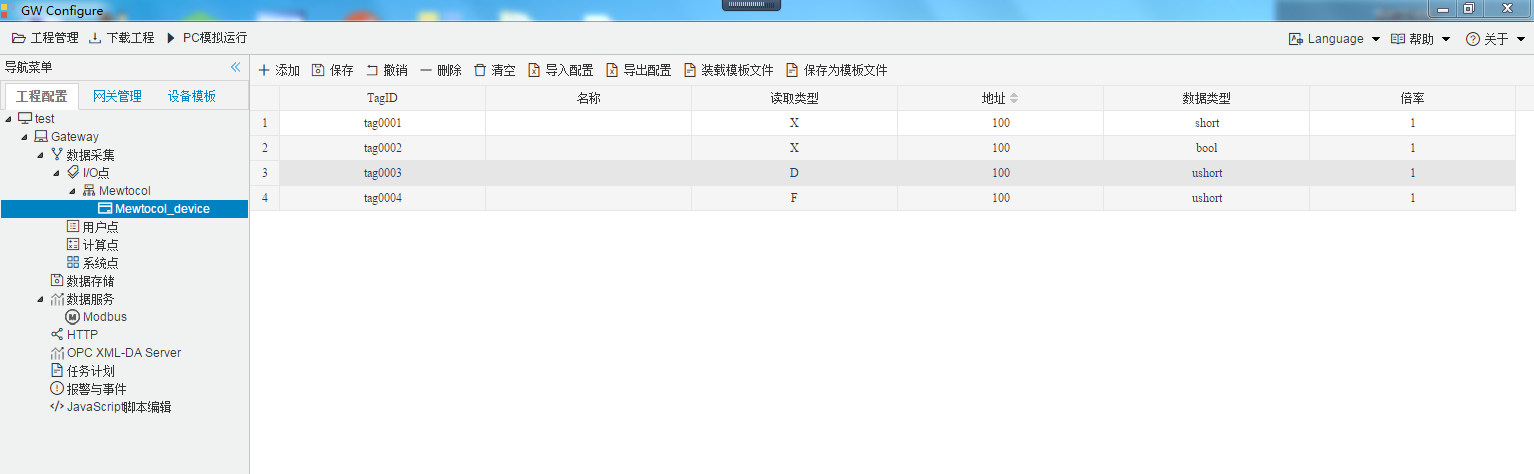 GW Configure
工程管理 下载工程 PC模拟运行 Language 帮助 关于
导航菜单 添加 保存 撤销 删除 清空 导入配置 导出配置 装载模板文件 保存为模板文件
工程配置 网关管理 设备模板
TagID 名称 读取类型 地址 数据类型 倍率
1 tag0001 X 100 short 1
2 tag0002 X 100 bool 1
3 tag0003 D 100 ushort 1
4 tag0004 F 100 ushort 1
test
Gateway
数据采集
I/O点
Mewtocol
Mewtocol_device
用户点
计算点
系统点
数据存储
数据服务
Modbus
HTTP
OPC XML-DA Server
任务计划
报警与事件
JavaScript脚本编辑